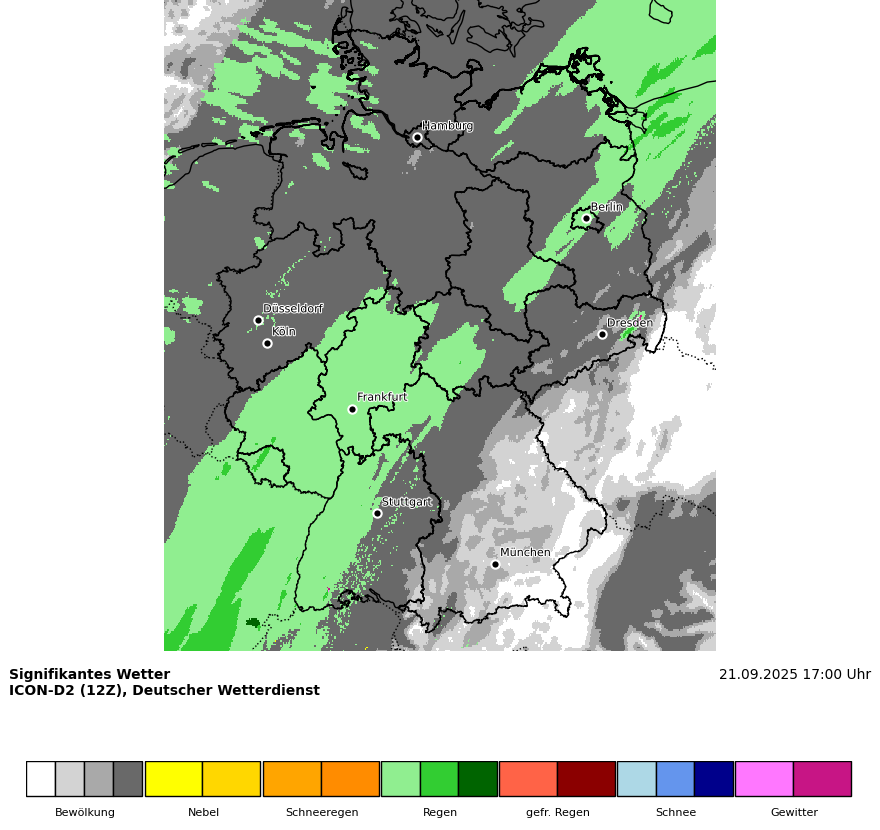 Hamburg
Berlin
Düsseldorf
Köln
Dresden
Frankfurt
Stuttgart
München
Signifikantes Wetter
21.09.2025 17:00 Uhr
ICON-D2 (12Z), Deutscher Wetterdienst
Bewölkung Nebel Schneeregen Regen gefr. Regen Schnee Gewitter